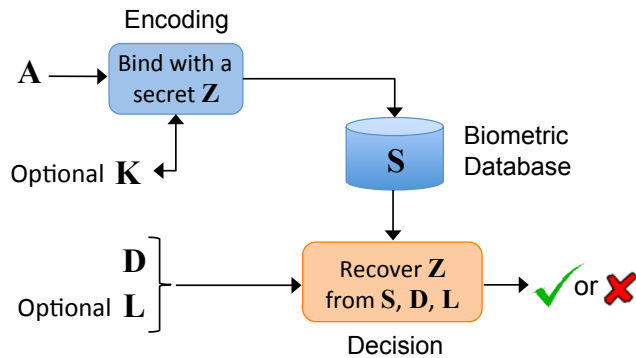 Encoding
A
Bind with a
secret Z
Optional K
S
Biometric
Database
D
Optional L
Recover Z
from S, D, L
or
Decision